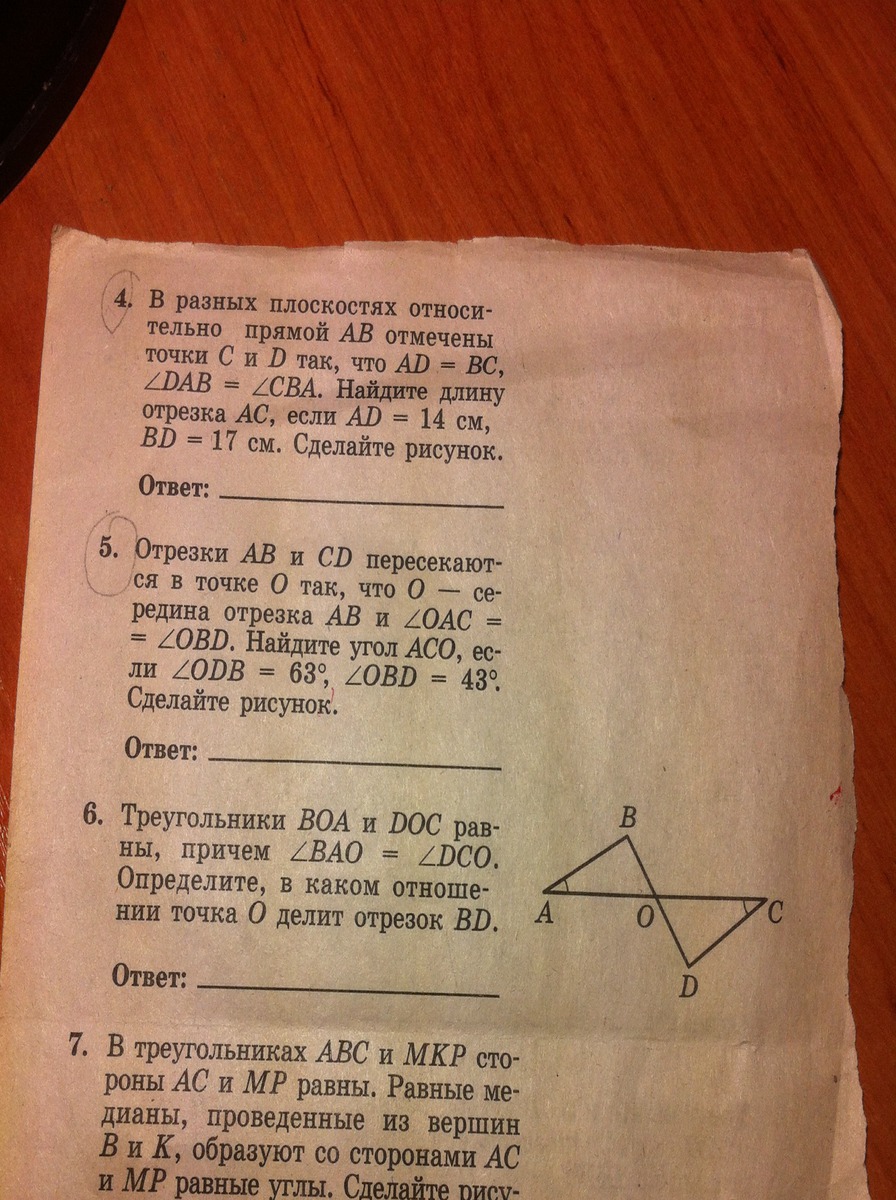 4. В разных плоскостях относи-
тельно прямой AB отмечены
точки C и D так, что AD = BC,
∠DAB = ∠CBA. Найдите длину
отрезка AC, если AD = 14 см,
BD = 17 см. Сделайте рисунок.
Ответ:
5. Отрезки AB и CD пересекают-
ся в точке O так, что O — се-
редина отрезка AB и ∠OAC =
= ∠OBD. Найдите угол ACO, ес-
ли ∠ODB = 63°, ∠OBD = 43°.
Сделайте рисунок.
Ответ:
6. Треугольники BOA и DOC рав-
ны, причем ∠BAO = ∠DCO.
Определите, в каком отноше-
нии точка O делит отрезок BD.
B
A
O
C
D
Ответ:
7. В треугольниках ABC и MKP сто-
роны AC и MP равны. Равные ме-
дианы, проведенные из вершин
B и K, образуют со сторонами AC
и MP равные углы. Сделайте рису-